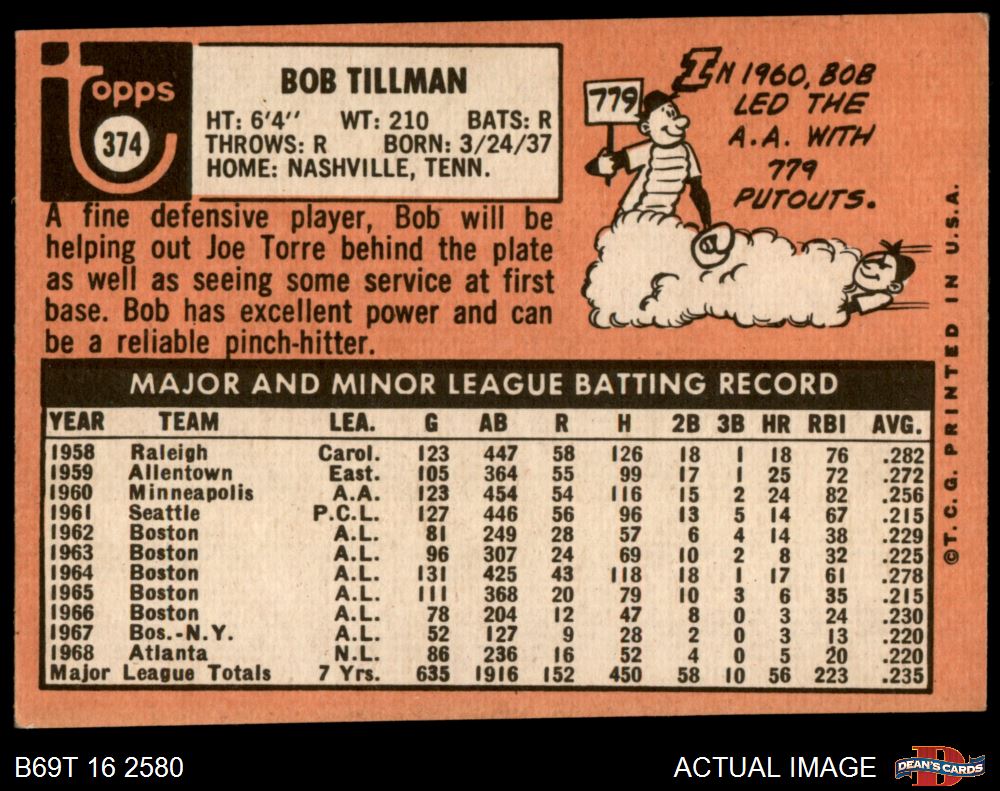 Topps
374
BOB TILLMAN
HT: 6'4" WT: 210 BATS: R
THROWS: R BORN: 3/24/37
HOME: NASHVILLE, TENN.
A fine defensive player, Bob will be
helping out Joe Torre behind the plate
as well as seeing some service at first
base. Bob has excellent power and can
be a reliable pinch-hitter.
779
IN 1960, BOB
LED THE
A.A. WITH
779
PUTOUTS.
MAJOR AND MINOR LEAGUE BATTING RECORD
YEAR TEAM LEA. G AB R H 2B 3B HR RBI AVG.
1958 Raleigh Carol. 123 447 58 126 18 1 18 76 .282
1959 Allentown East. 105 364 55 99 17 1 25 72 .272
1960 Minneapolis A.A. 123 454 54 116 15 2 24 82 .256
1961 Seattle P.C.L. 127 446 56 96 13 5 14 67 .215
1962 Boston A.L. 81 249 28 57 6 4 14 38 .229
1963 Boston A.L. 96 307 24 69 10 2 8 32 .225
1964 Boston A.L. 131 425 43 118 18 1 17 61 .278
1965 Boston A.L. 111 368 20 79 10 3 6 35 .215
1966 Boston A.L. 78 204 12 47 8 0 3 24 .230
1967 Bos.-N.Y. A.L. 52 127 9 28 2 0 3 13 .220
1968 Atlanta N.L. 86 236 16 52 4 0 5 20 .220
Major League Totals 7 Yrs. 635 1916 152 450 58 10 56 223 .235
©T.C.G. PRINTED IN U.S.A.
B69T 16 2580
ACTUAL IMAGE
DEAN'S CARDS